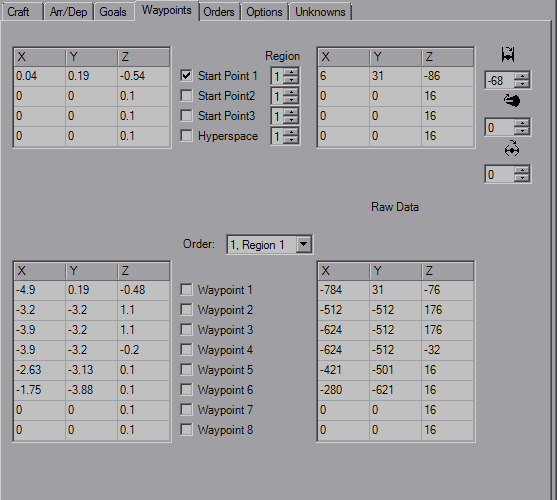 Craft Arr/Dep Goals Waypoints Orders Options Unknowns
Region
X Y Z X Y Z
0.04 0.19 -0.54 Start Point 1 1 6 31 -86
-68
0 0 0.1 Start Point2 1 0 0 16
0 0 0.1 Start Point3 1 0 0 16
0
0 0 0.1 Hyperspace 1 0 0 16
0
Raw Data
Order: 1, Region 1
X Y Z X Y Z
-4.9 0.19 -0.48 Waypoint 1 -784 31 -76
-3.2 -3.2 1.1 Waypoint 2 -512 -512 176
-3.9 -3.2 1.1 Waypoint 3 -624 -512 176
-3.9 -3.2 -0.2 Waypoint 4 -624 -512 -32
-2.63 -3.13 0.1 Waypoint 5 -421 -501 16
-1.75 -3.88 0.1 Waypoint 6 -280 -621 16
0 0 0.1 Waypoint 7 0 0 16
0 0 0.1 Waypoint 8 0 0 16